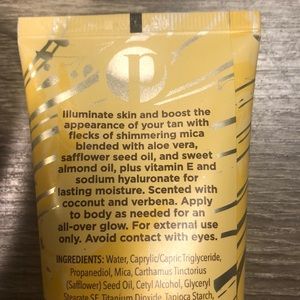 Illuminate skin and boost the
appearance of your tan with
flecks of shimmering mica
blended with aloe vera,
safflower seed oil, and sweet
almond oil, plus vitamin E and
sodium hyaluronate for
lasting moisture. Scented with
coconut and verbena. Apply
to body as needed for an
all-over glow. For external use
only. Avoid contact with eyes.
INGREDIENTS: Water, Caprylic/Capric Triglyceride,
Propanediol, Mica, Carthamus Tinctorius
(Safflower) Seed Oil, Cetyl Alcohol, Glyceryl
Stearate SE, Titanium Dioxide, Tapioca Starch,